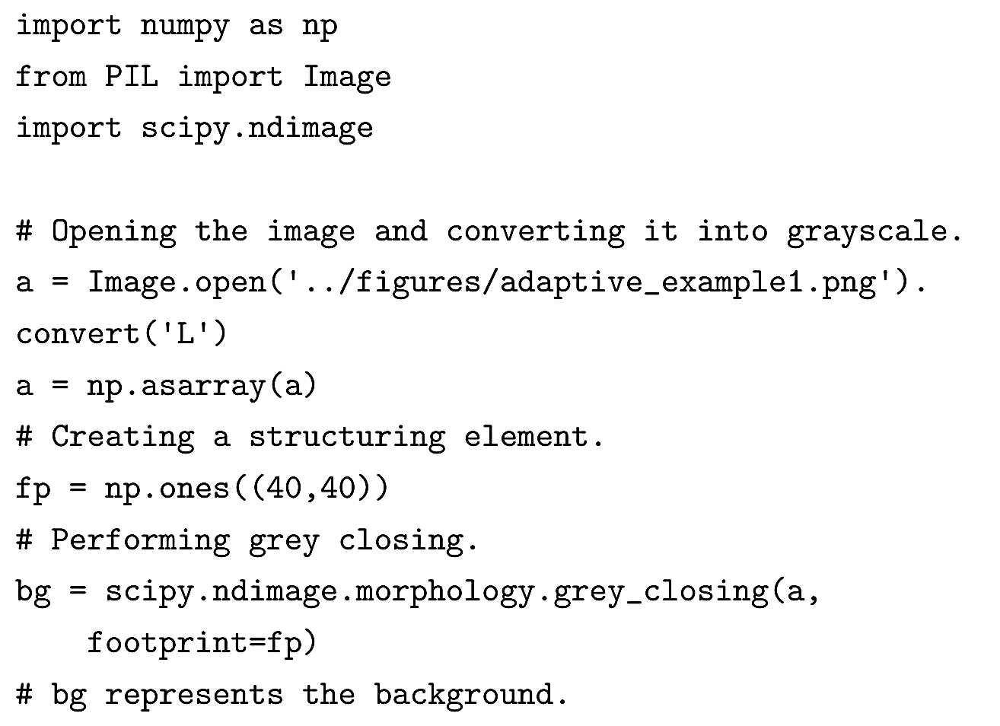 import numpy as np
from PIL import Image
import scipy.ndimage

# Opening the image and converting it into grayscale.
a = Image.open('../figures/adaptive_example1.png').
convert('L')
a = np.asarray(a)
# Creating a structuring element.
fp = np.ones((40,40))
# Performing grey closing.
bg = scipy.ndimage.morphology.grey_closing(a,
    footprint=fp)
# bg represents the background.